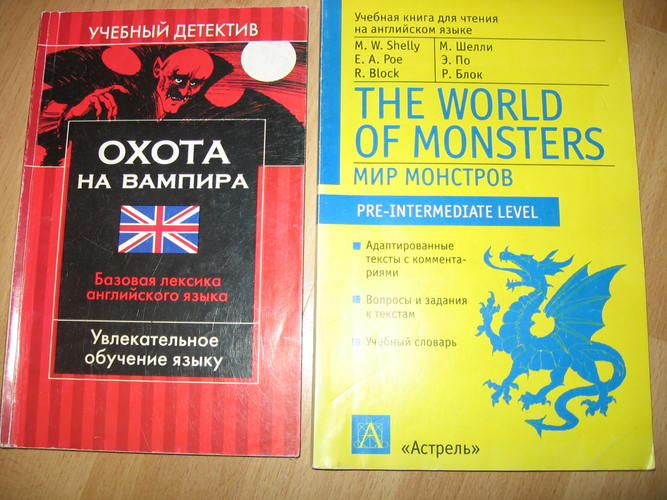 УЧЕБНЫЙ ДЕТЕКТИВ
ОХОТА
НА ВАМПИРА
Базовая лексика
английского языка
Увлекательное
обучение языку
Учебная книга для чтения
на английском языке
M. W. Shelly
E. A. Poe
R. Block
М. Шелли
Э. По
Р. Блок
THE WORLD
OF MONSTERS
МИР МОНСТРОВ
PRE-INTERMEDIATE LEVEL
Адаптированные
тексты с коммента-
риями
Вопросы и задания
к текстам
Учебный словарь
А
«Астрель»